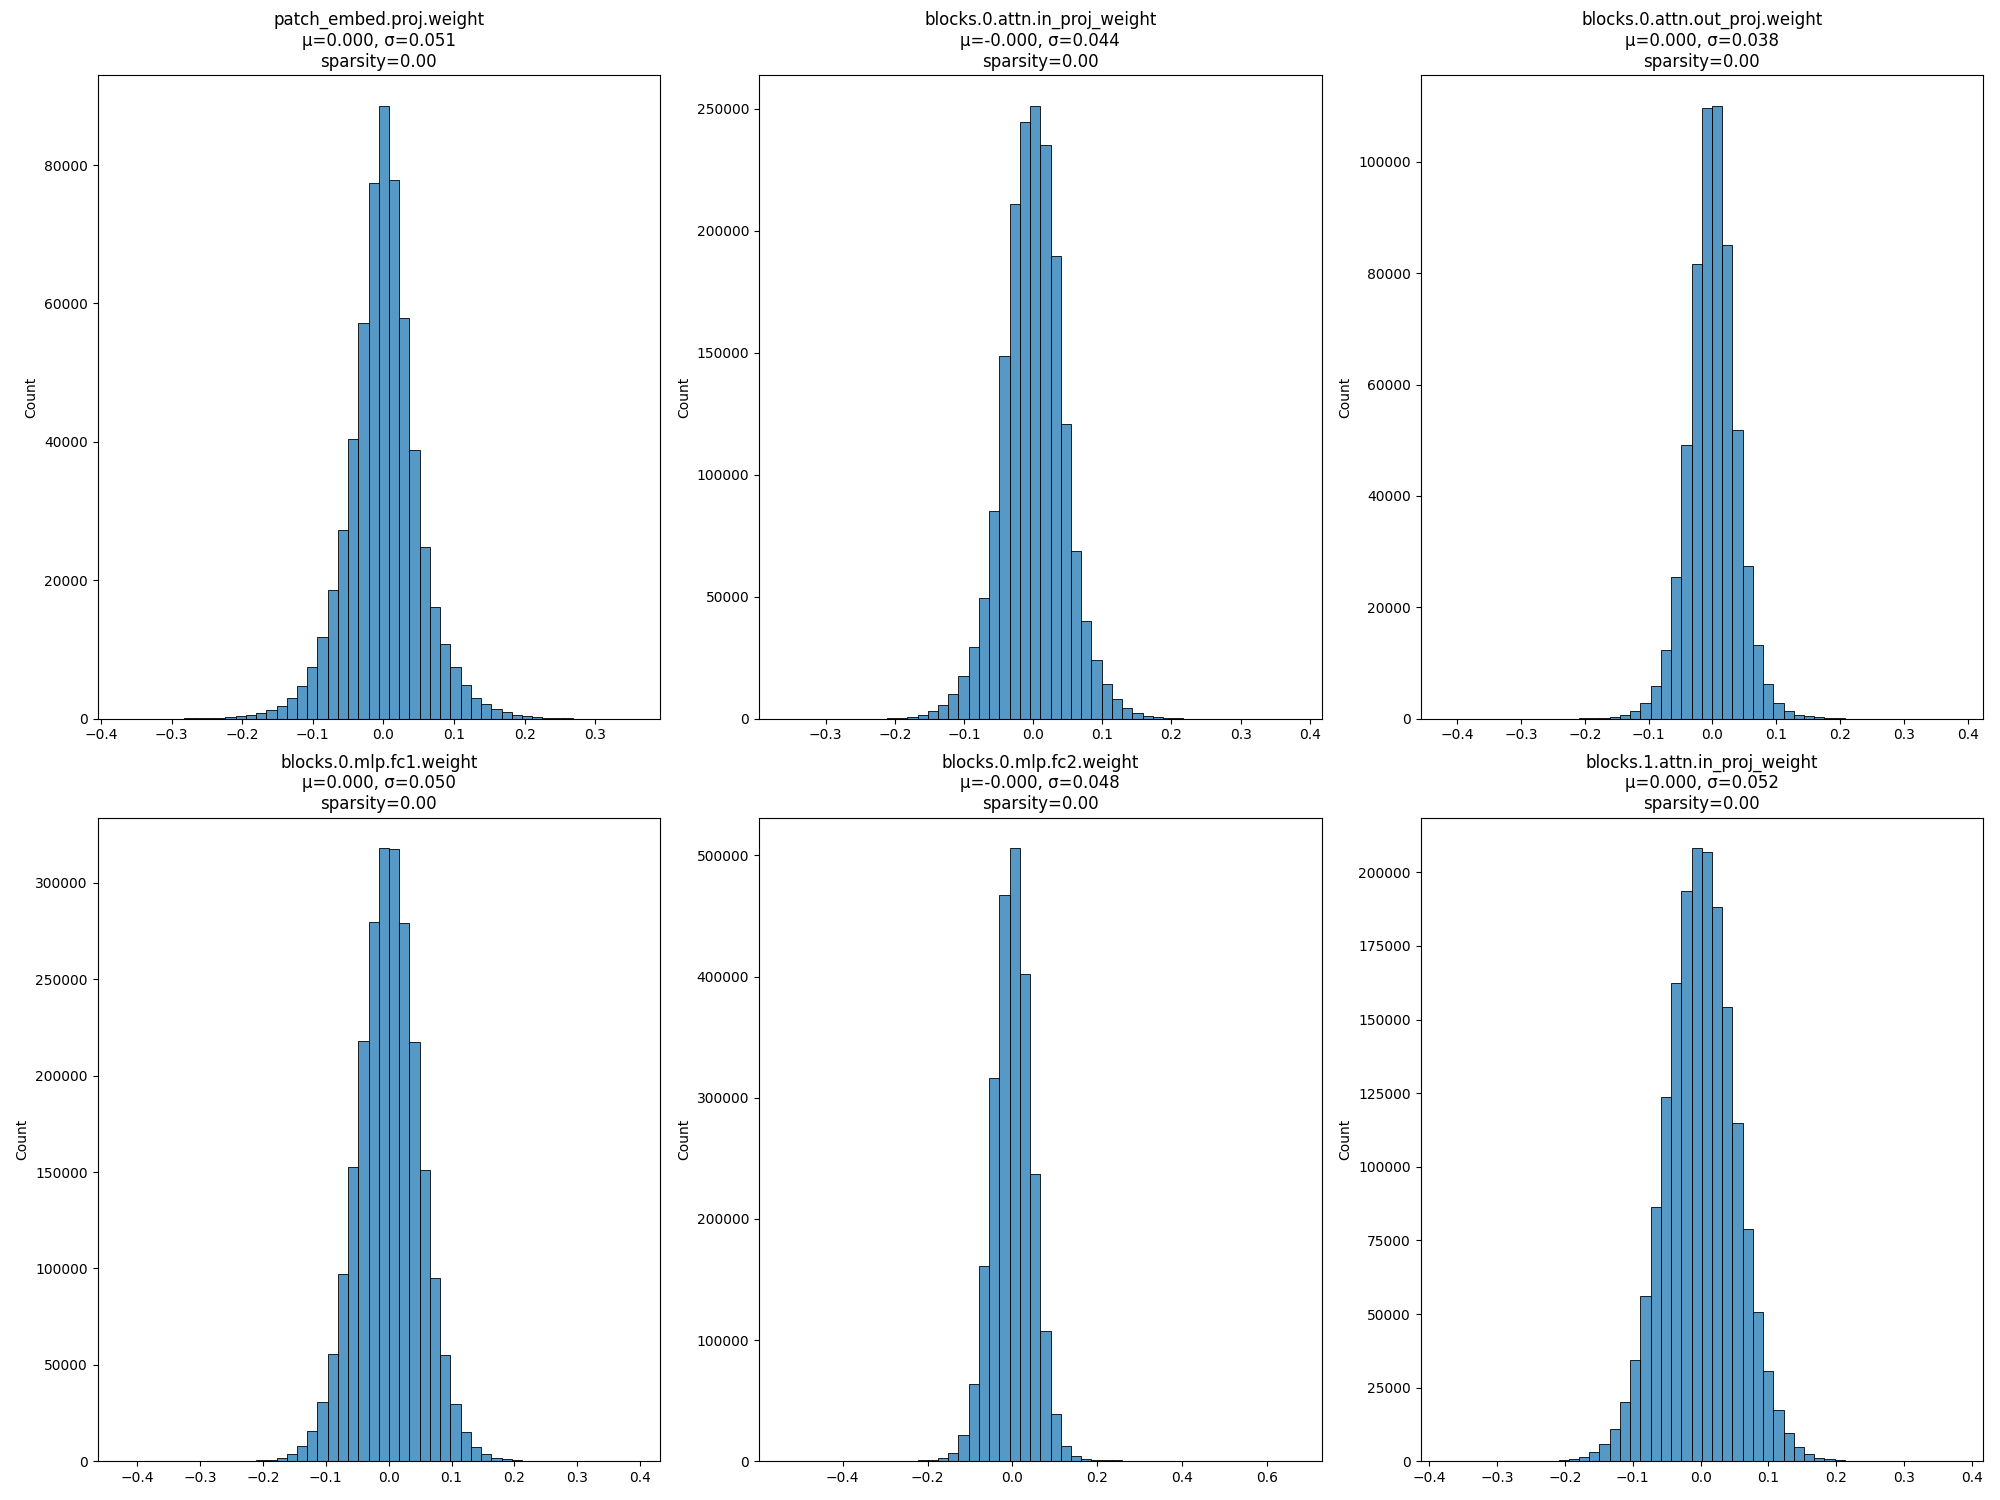 patch_embed.proj.weight
μ=0.000, σ=0.051
sparsity=0.00
80000
60000
40000
20000
0
Count
−0.4 −0.3 −0.2 −0.1 0.0 0.1 0.2 0.3
blocks.0.attn.in_proj_weight
μ=-0.000, σ=0.044
sparsity=0.00
250000
200000
150000
100000
50000
0
Count
−0.3 −0.2 −0.1 0.0 0.1 0.2 0.3 0.4
blocks.0.attn.out_proj.weight
μ=0.000, σ=0.038
sparsity=0.00
100000
80000
60000
40000
20000
0
Count
−0.4 −0.3 −0.2 −0.1 0.0 0.1 0.2 0.3 0.4
blocks.0.mlp.fc1.weight
μ=0.000, σ=0.050
sparsity=0.00
300000
250000
200000
150000
100000
50000
0
Count
−0.4 −0.3 −0.2 −0.1 0.0 0.1 0.2 0.3 0.4
blocks.0.mlp.fc2.weight
μ=-0.000, σ=0.048
sparsity=0.00
500000
400000
300000
200000
100000
0
Count
−0.4 −0.2 0.0 0.2 0.4 0.6
blocks.1.attn.in_proj_weight
μ=0.000, σ=0.052
sparsity=0.00
200000
175000
150000
125000
100000
75000
50000
25000
0
Count
−0.4 −0.3 −0.2 −0.1 0.0 0.1 0.2 0.3 0.4